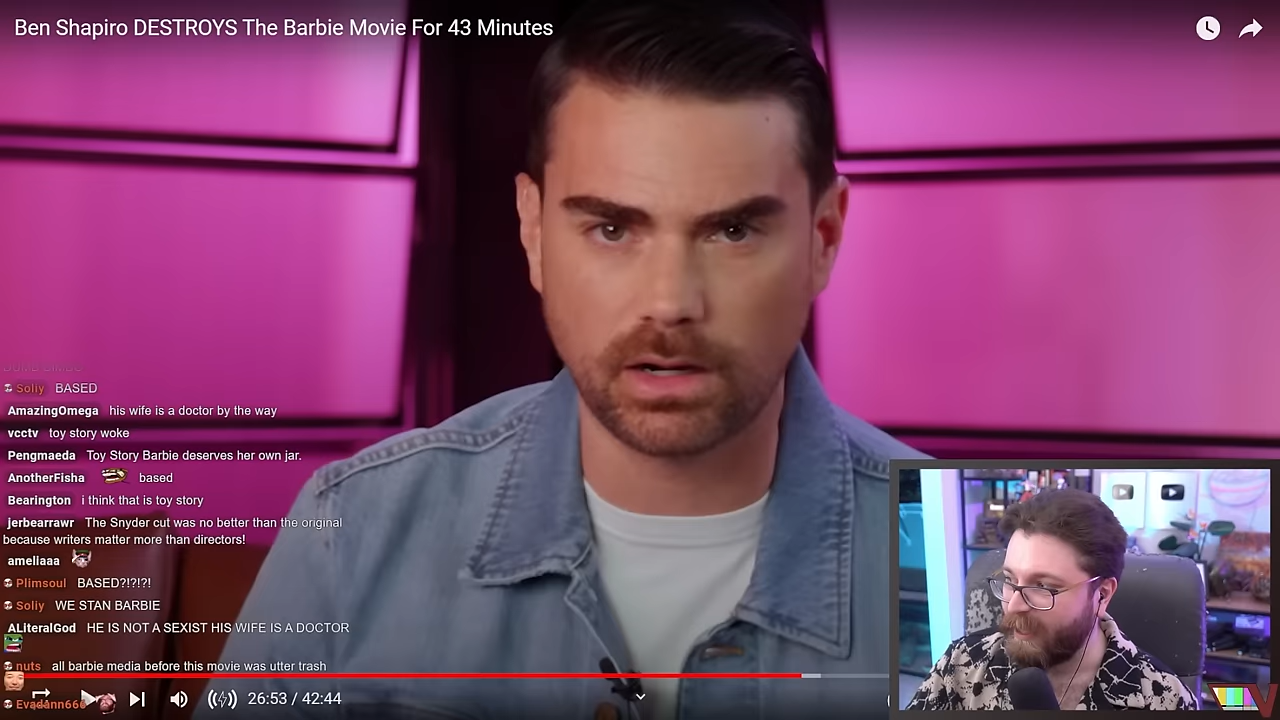 Ben Shapiro DESTROYS The Barbie Movie For 43 Minutes
Soliy BASED
AmazingOmega his wife is a doctor by the way
vcctv toy story woke
Pengmaeda Toy Story Barbie deserves her own jar.
AnotherFisha based
Bearington i think that is toy story
jerbearrawr The Snyder cut was no better than the original
because writers matter more than directors!
ameliaaa
Plimsoul BASED?!?!?!
Soliy WE STAN BARBIE
ALiteralGod HE IS NOT A SEXIST HIS WIFE IS A DOCTOR
nuts all barbie media before this movie was utter trash
26:53 / 42:44